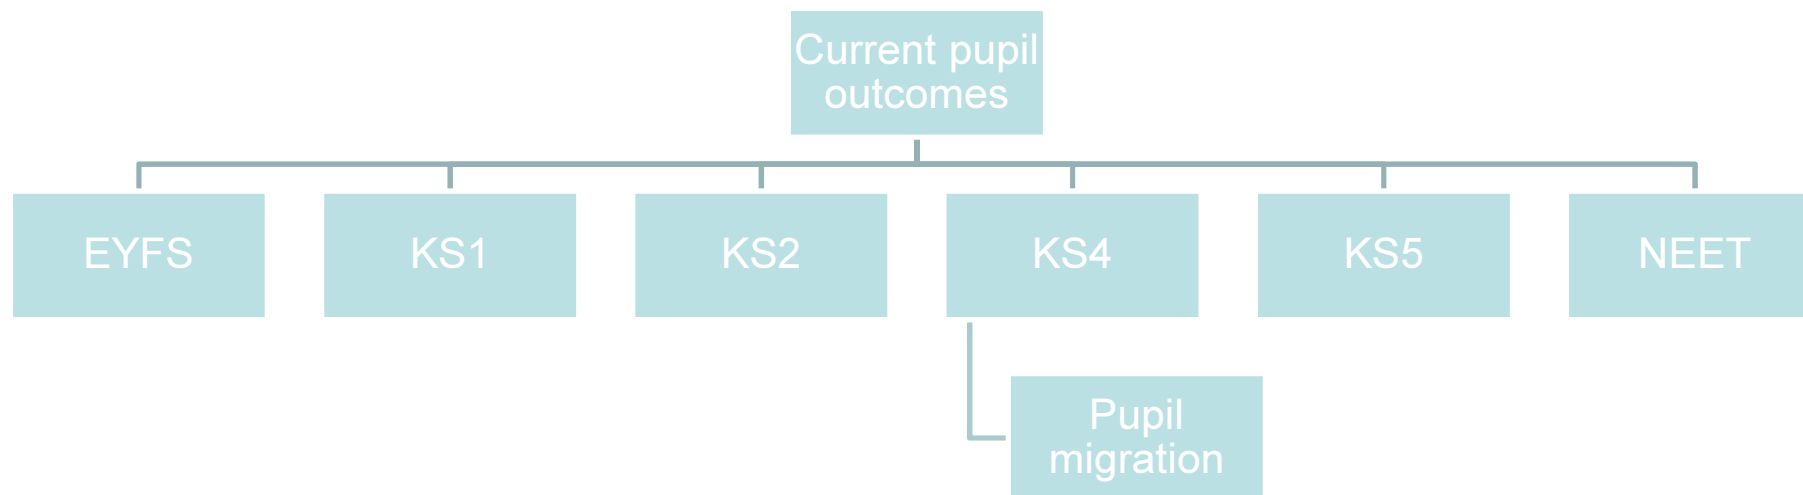 Current pupil
outcomes
EYFS
KS1
KS2
KS4
KS5
NEET
Pupil
migration